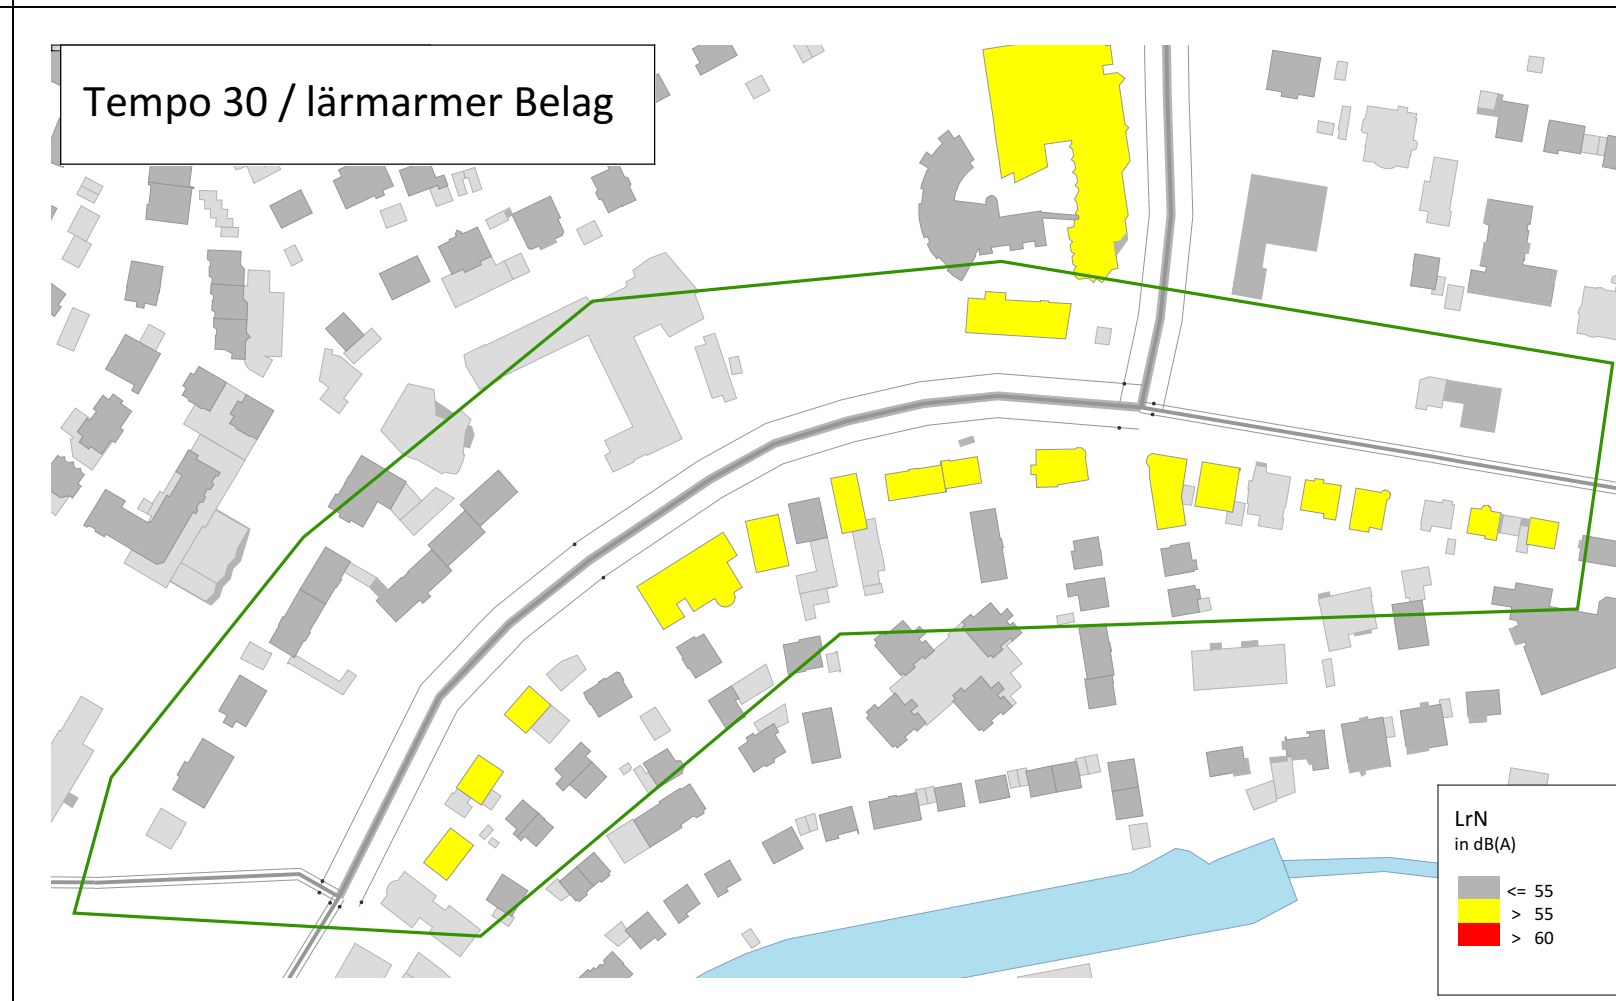 Tempo 30 / lärmarmer Belag
LrN
in dB(A)
<= 55
> 55
> 60